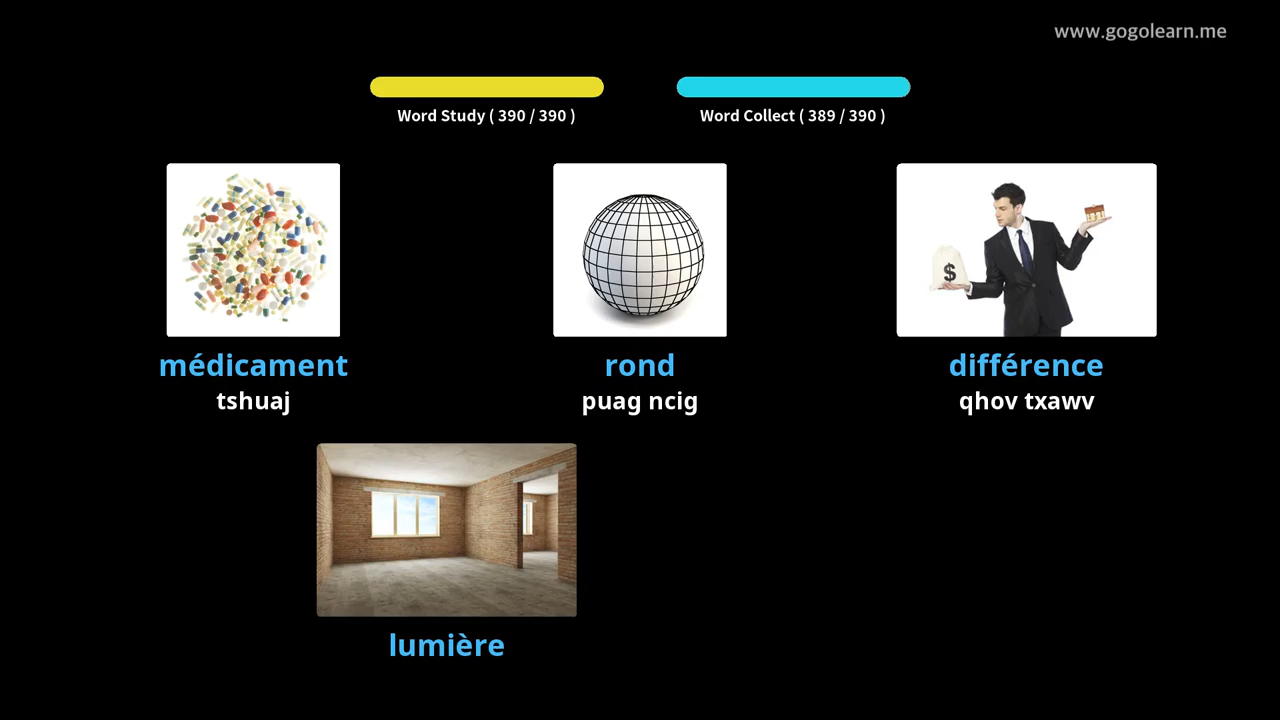 www.gogolearn.me
Word Study ( 390 / 390 )
Word Collect ( 389 / 390 )
$
médicament
rond
différence
tshuaj
puag ncig
qhov txawv
lumière